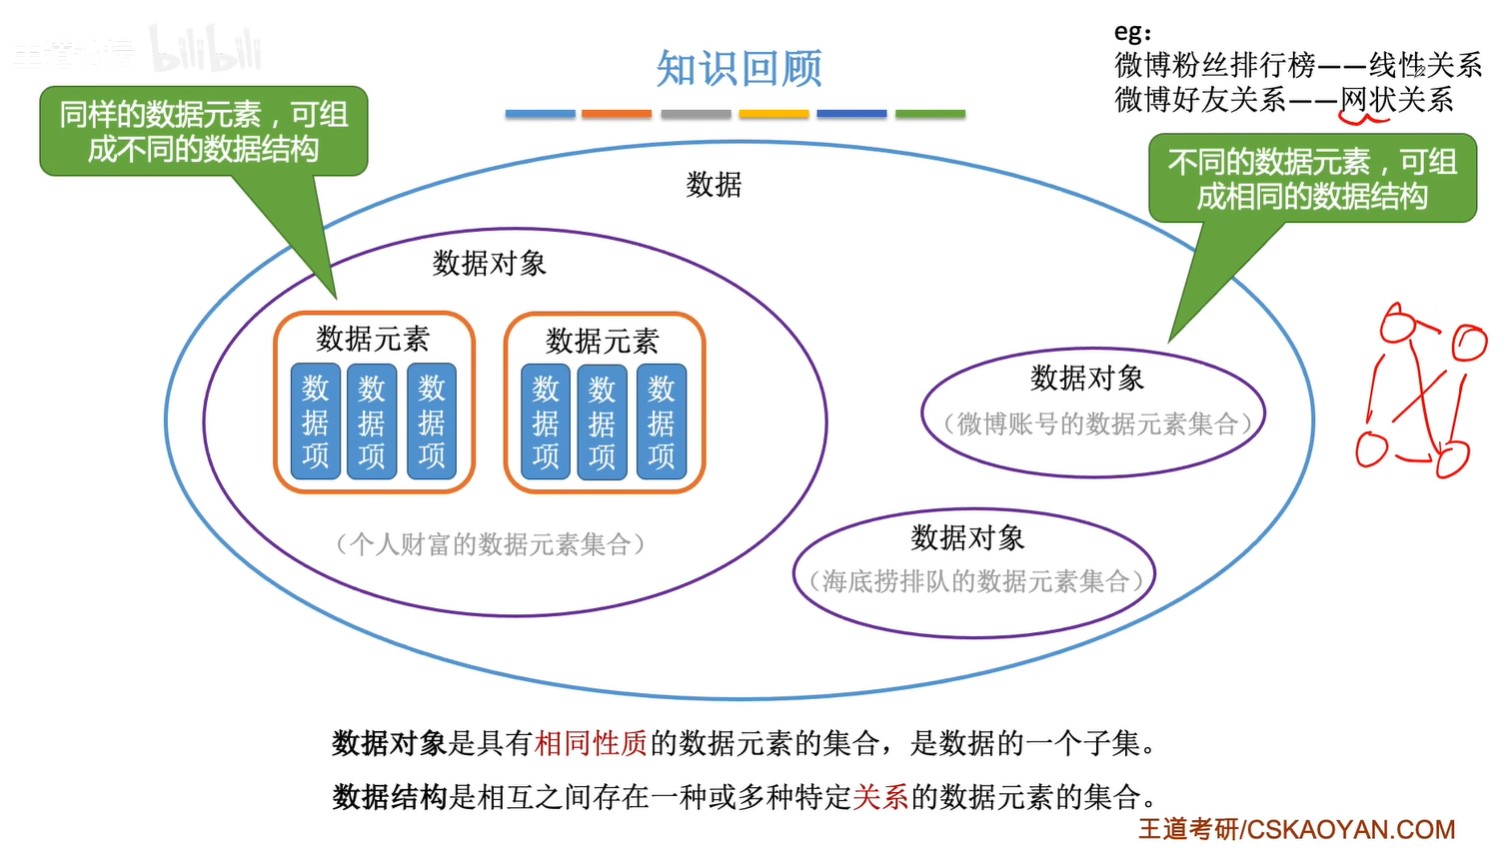 王道论坛 bilibili
知识回顾
eg：
微博粉丝排行榜——线性关系
微博好友关系——网状关系
同样的数据元素，可组
成不同的数据结构
不同的数据元素，可组
成相同的数据结构
数据
数据对象
数据元素
数据项
数据项
数据项
数据元素
数据项
数据项
数据项
（个人财富的数据元素集合）
数据对象
（微博账号的数据元素集合）
数据对象
（海底捞排队的数据元素集合）
数据对象是具有相同性质的数据元素的集合，是数据的一个子集。
数据结构是相互之间存在一种或多种特定关系的数据元素的集合。
王道考研/CSKAOYAN.COM